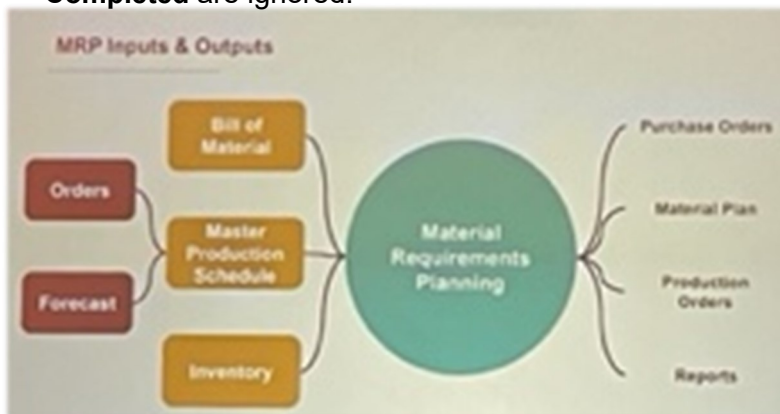 Completed are ignored.
MRP Inputs & Outputs
Bill of
Material
Orders
Master
Production
Schedule
Forecast
Inventory
Material
Requirements
Planning
Purchase Orders
Material Plan
Production
Orders
Reports